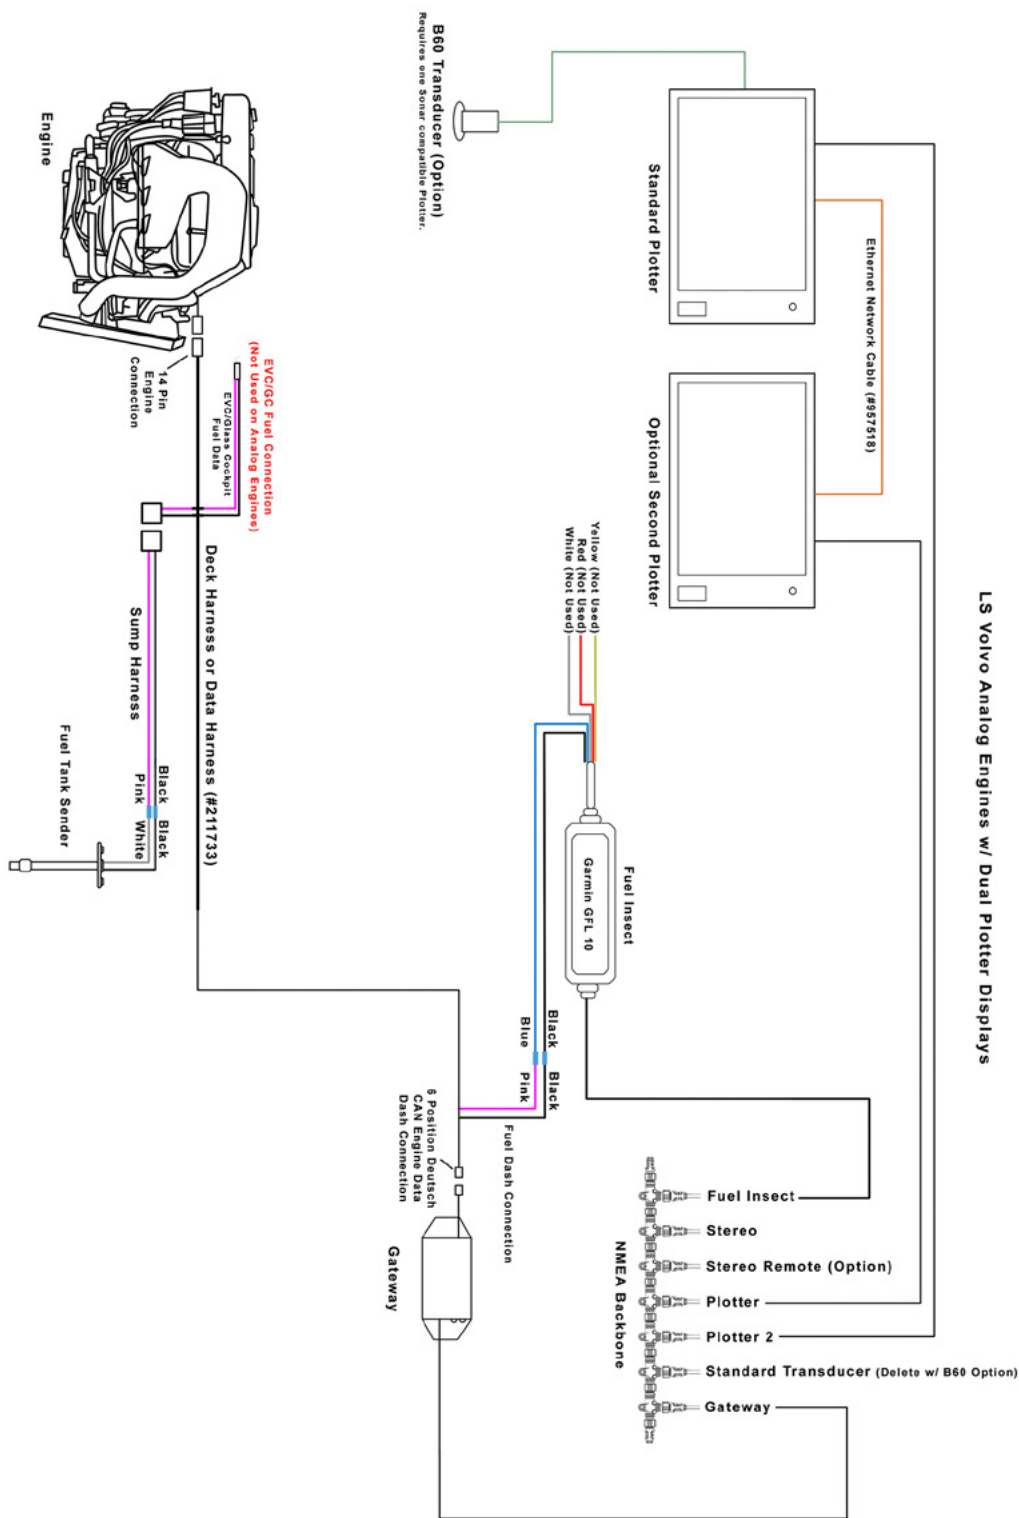 LS Volvo Analog Engines w/ Dual Plotter Displays
B60 Transducer (Option)
Requires one Sonar compatible Plotter.
Standard Plotter
Ethernet Network Cable (#957518)
Optional Second Plotter
Engine
14 Pin
Engine
Connection
EVC/GC Fuel Connection
(Not Used on Analog Engines)
EVC/Glass Cockpit
Fuel Data
Deck Harness or Data Harness (#211733)
Sump Harness
Black
Black
Pink
White
Fuel Tank Sender
Yellow (Not Used)
Red (Not Used)
White (Not Used)
Fuel Insect
Garmin GFL 10
Black
Black
Blue
Pink
Fuel Dash Connection
6 Position Deutsch
CAN Engine Data
Dash Connection
Gateway
NMEA Backbone
Fuel Insect
Stereo
Stereo Remote (Option)
Plotter
Plotter 2
Standard Transducer (Delete w/ B60 Option)
Gateway